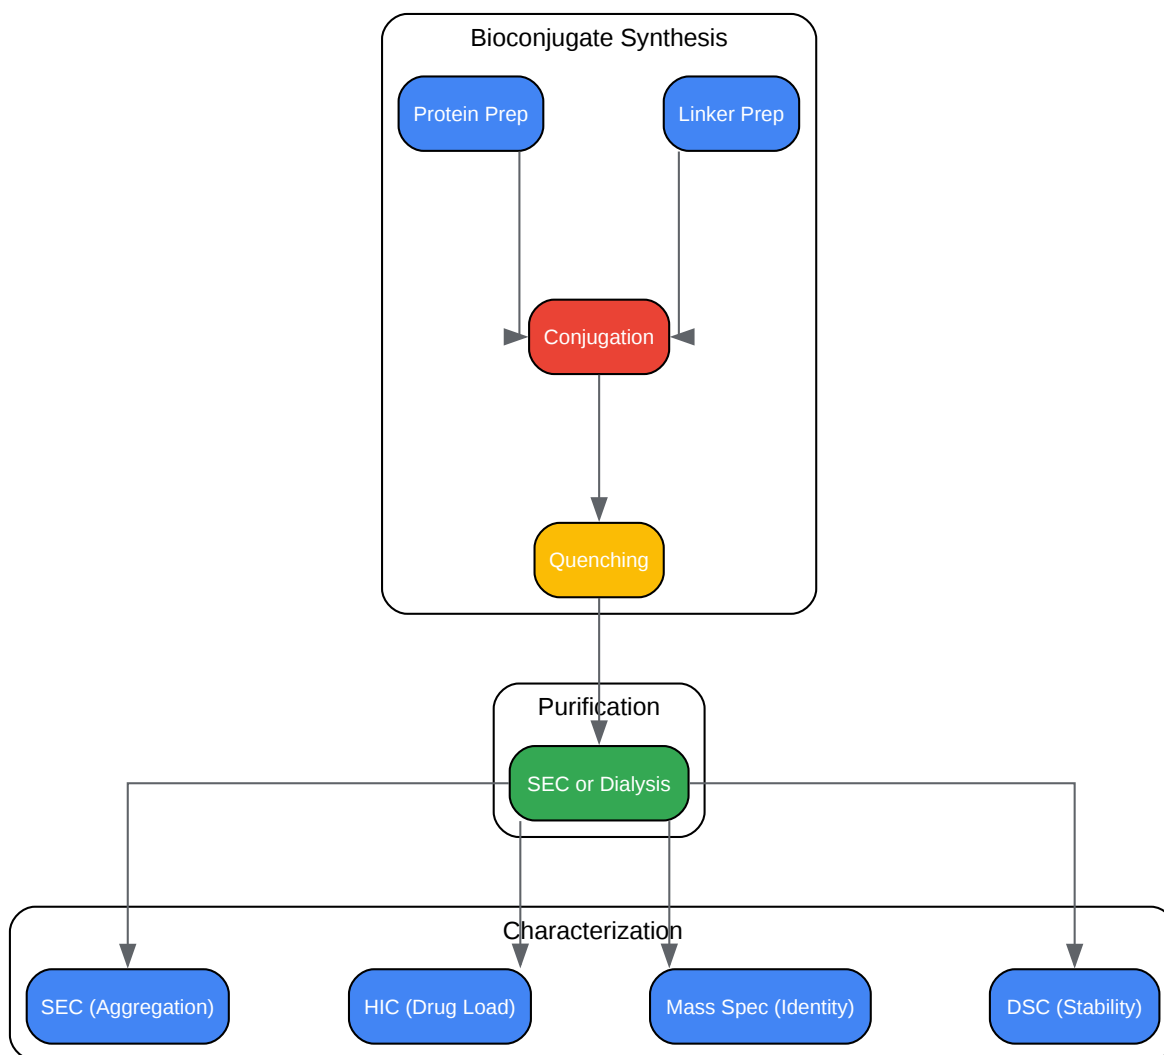 Bioconjugate Synthesis
Protein Prep
Linker Prep
Conjugation
Quenching
Purification
SEC or Dialysis
Characterization
SEC (Aggregation)
HIC (Drug Load)
Mass Spec (Identity)
DSC (Stability)